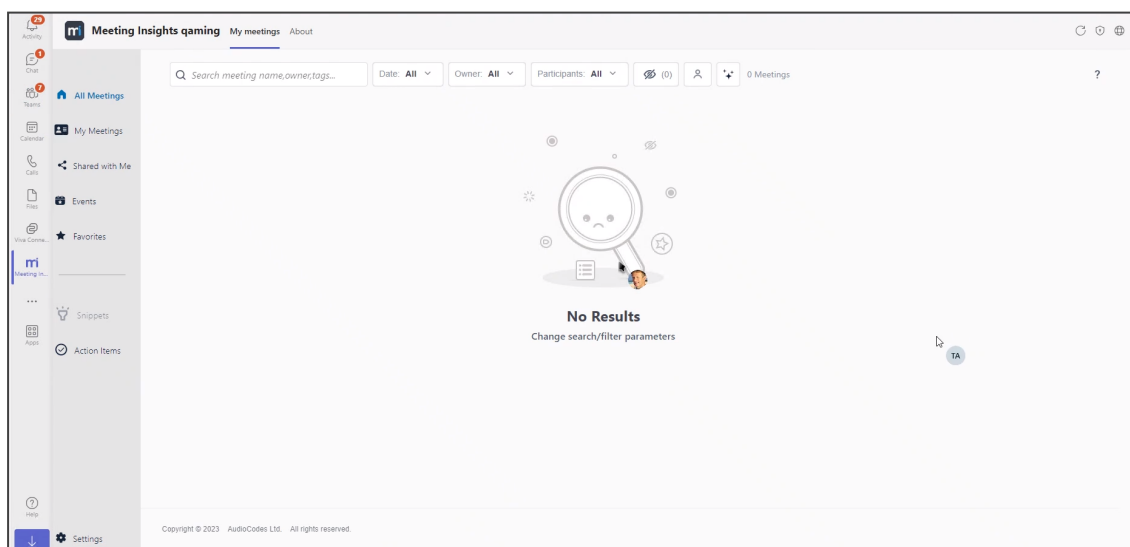 29
Activity
mi Meeting Insights qaming My meetings About
1
Chat
Search meeting name,owner,tags... Date: All Owner: All Participants: All (0) 0 Meetings ?
7
Teams
All Meetings
Calendar
My Meetings
Calls
Shared with Me
Files
Events
Viva Conne...
Favorites
mi
Meeting In...
...
Snippets
Apps
Action Items
No Results
Change search/filter parameters
TA
Help
Copyright © 2023 AudioCodes Ltd. All rights reserved.
Settings